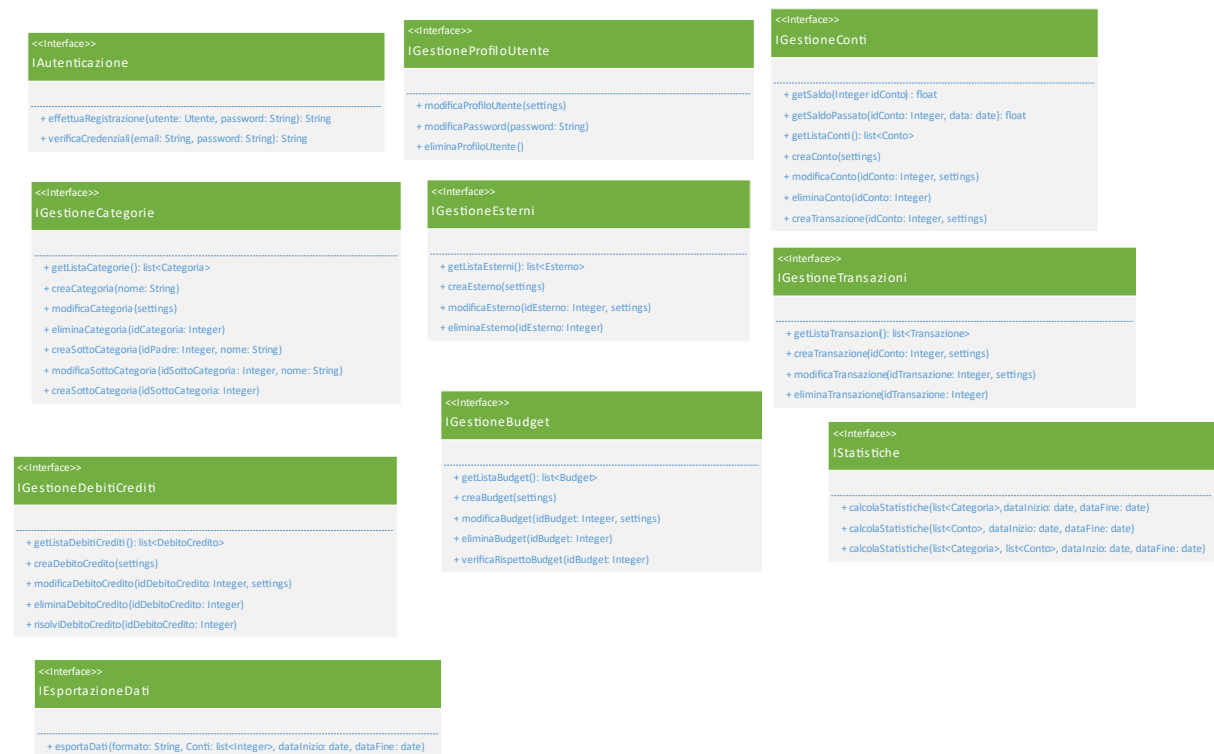 <<Interface>>
IAutenticazione
+ effettuaRegistrazione(utente: Utente, password: String): String
+ verificaCredenziali(email: String, password: String): String
<<Interface>>
IGestioneProfiloUtente
+ modificaProfiloUtente(settings)
+ modificaPassword(password: String)
+ eliminaProfiloUtente()
<<Interface>>
IGestioneConti
+ getSaldo(Integer idConto) : float
+ getSaldoPassato(idConto: Integer, data: date): float
+ getListaConti(): list<Conto>
+ creaConto(settings)
+ modificaConto(idConto: Integer, settings)
+ eliminaConto(idConto: Integer)
+ creaTransazione(idConto: Integer, settings)
<<Interface>>
IGestioneCategorie
+ getListaCategorie(): list<Categoria>
+ creaCategoria(nome: String)
+ modificaCategoria(settings)
+ eliminaCategoria(idCategoria: Integer)
+ creaSottoCategoria(idPadre: Integer, nome: String)
+ modificaSottoCategoria(idSottoCategoria: Integer, nome: String)
+ creaSottoCategoria(idSottoCategoria: Integer)
<<Interface>>
IGestioneEsterni
+ getListaEsterni(): list<Esterno>
+ creaEsterno(settings)
+ modificaEsterno(idEsterno: Integer, settings)
+ eliminaEsterno(idEsterno: Integer)
<<Interface>>
IGestioneTransazioni
+ getListaTransazioni(): list<Transazione>
+ creaTransazione(idConto: Integer, settings)
+ modificaTransazione(idTransazione: Integer, settings)
+ eliminaTransazione(idTransazione: Integer)
<<Interface>>
IGestioneBudget
+ getListaBudget(): list<Budget>
+ creaBudget(settings)
+ modificaBudget(idBudget: Integer, settings)
+ eliminaBudget(idBudget: Integer)
+ verificaRispettoBudget(idBudget: Integer)
<<Interface>>
IStatistiche
+ calcolaStatistiche(list<Categoria>,dataInizio: date, dataFine: date)
+ calcolaStatistiche(list<Conto>, dataInizio: date, dataFine: date)
+ calcolaStatistiche(list<Categoria>, list<Conto>, dataInzio: date, dataFine: date)
<<Interface>>
IGestioneDebitiCrediti
+ getListaDebitiCrediti(): list<DebitoCredito>
+ creaDebitoCredito(settings)
+ modificaDebitoCredito(idDebitoCredito: Integer, settings)
+ eliminaDebitoCredito(idDebitoCredito: Integer)
+ risolviDebitoCredito(idDebitoCredito: Integer)
<<Interface>>
IEsportazioneDati
+ esportaDati(formato: String, Conti: list<Integer>, dataInizio: date, dataFine: date)